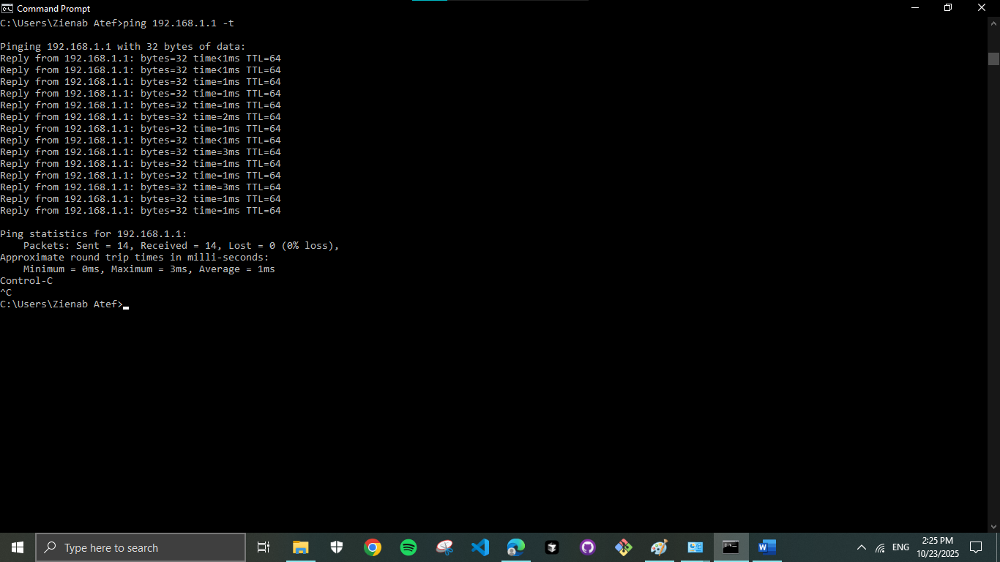 Command Prompt
C:\Users\Zienab Atef>ping 192.168.1.1 -t
Pinging 192.168.1.1 with 32 bytes of data:
Reply from 192.168.1.1: bytes=32 time<1ms TTL=64
Reply from 192.168.1.1: bytes=32 time<1ms TTL=64
Reply from 192.168.1.1: bytes=32 time=1ms TTL=64
Reply from 192.168.1.1: bytes=32 time=1ms TTL=64
Reply from 192.168.1.1: bytes=32 time=1ms TTL=64
Reply from 192.168.1.1: bytes=32 time=2ms TTL=64
Reply from 192.168.1.1: bytes=32 time=1ms TTL=64
Reply from 192.168.1.1: bytes=32 time<1ms TTL=64
Reply from 192.168.1.1: bytes=32 time=3ms TTL=64
Reply from 192.168.1.1: bytes=32 time=1ms TTL=64
Reply from 192.168.1.1: bytes=32 time=1ms TTL=64
Reply from 192.168.1.1: bytes=32 time=3ms TTL=64
Reply from 192.168.1.1: bytes=32 time=1ms TTL=64
Reply from 192.168.1.1: bytes=32 time=1ms TTL=64
Ping statistics for 192.168.1.1:
    Packets: Sent = 14, Received = 14, Lost = 0 (0% loss),
Approximate round trip times in milli-seconds:
    Minimum = 0ms, Maximum = 3ms, Average = 1ms
Control-C
^C
C:\Users\Zienab Atef>
Type here to search
ENG
2:25 PM
10/23/2025